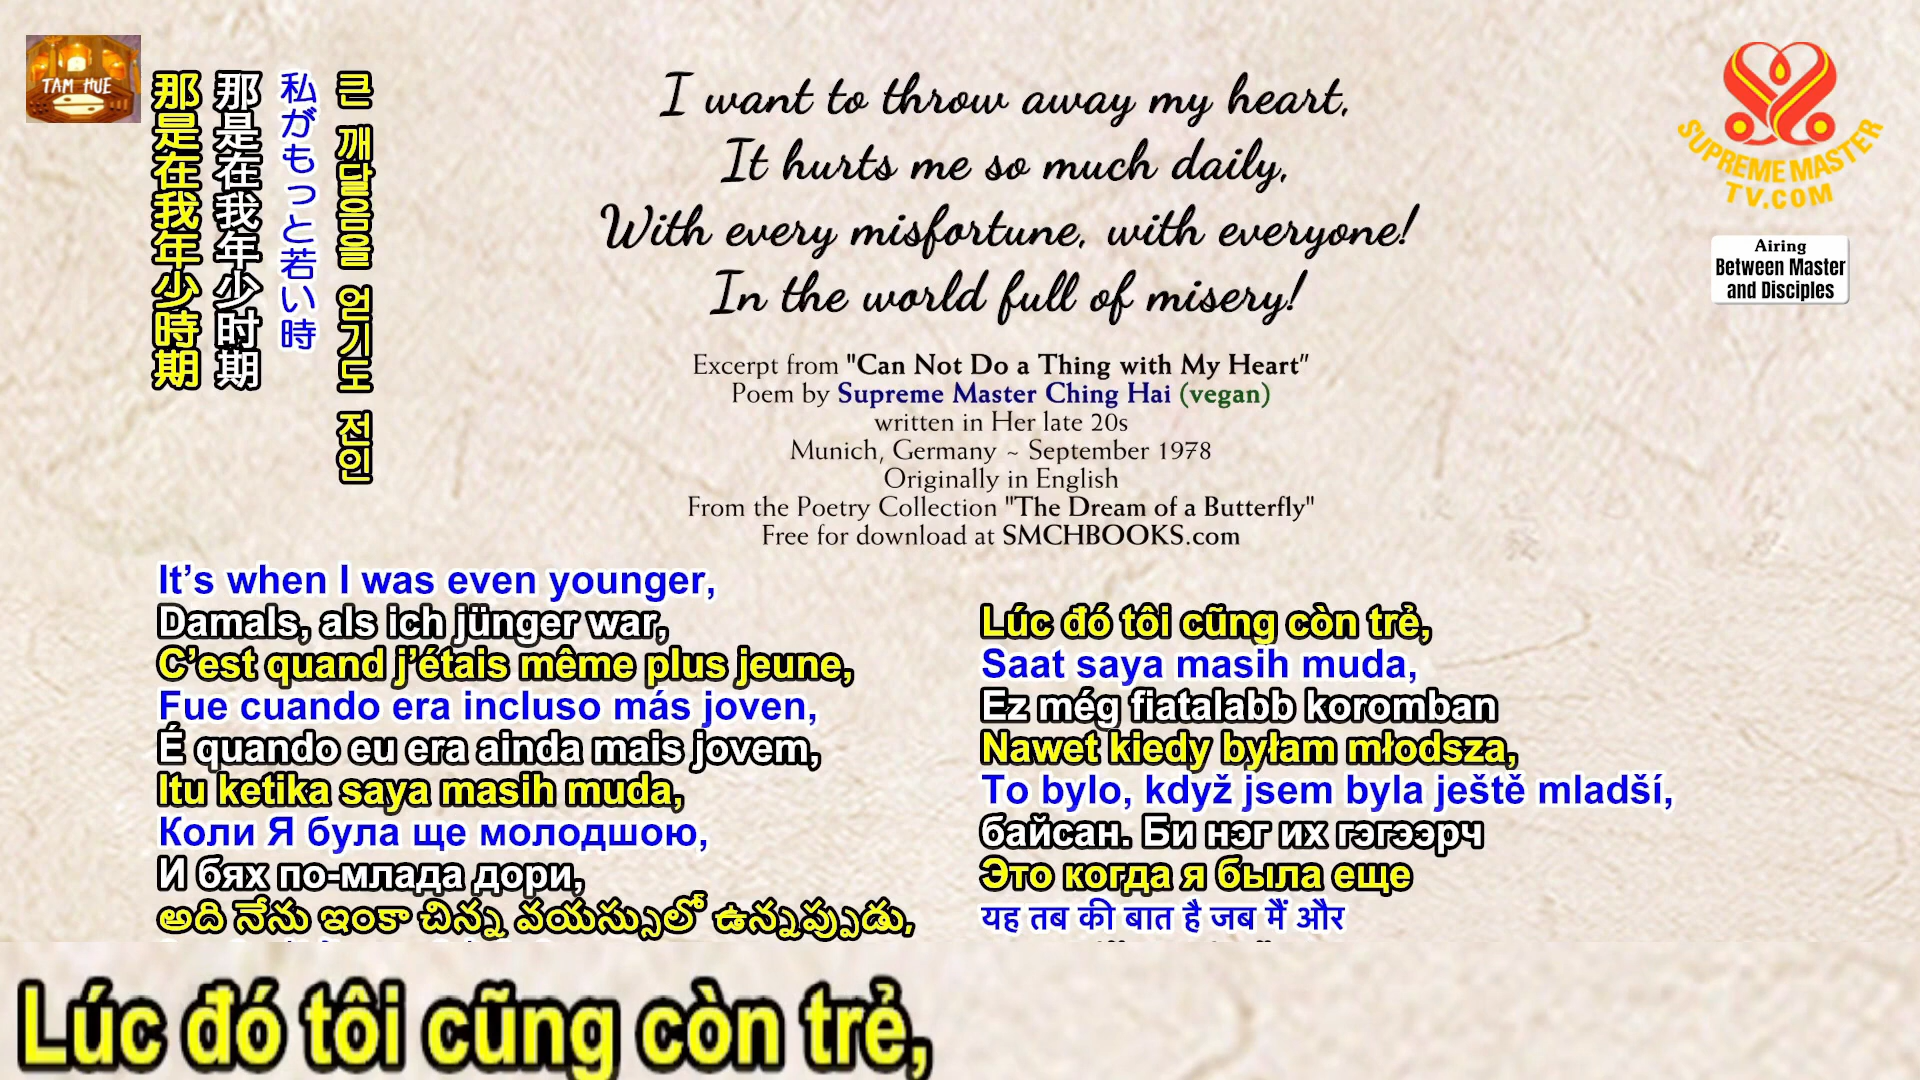 TAM HUE
那是在我年少時期
那是在我年少时期
私がもっと若い時
큰 깨달음을 얻기도 전인
I want to throw away my heart,
It hurts me so much daily,
With every misfortune, with everyone!
In the world full of misery!
Excerpt from "Can Not Do a Thing with My Heart"
Poem by Supreme Master Ching Hai (vegan)
written in Her late 20s
Munich, Germany ~ September 1978
Originally in English
From the Poetry Collection "The Dream of a Butterfly"
Free for download at SMCHBOOKS.com
SUPREME MASTER
TV.COM
Airing
Between Master
and Disciples
It’s when I was even younger,
Damals, als ich jünger war,
C’est quand j’étais même plus jeune,
Fue cuando era incluso más joven,
É quando eu era ainda mais jovem,
Itu ketika saya masih muda,
Коли Я була ще молодшою,
И бях по-млада дори,
అది నేను ఇంకా చిన్న వయస్సులో ఉన్నప్పుడు,
Lúc đó tôi cũng còn trẻ,
Saat saya masih muda,
Ez még fiatalabb koromban
Nawet kiedy byłam młodsza,
To bylo, když jsem byla ještě mladší,
байсан. Би нэг их гэгээрч
Это когда я была еще
यह तब की बात है जब मैं और
Lúc đó tôi cũng còn trẻ,